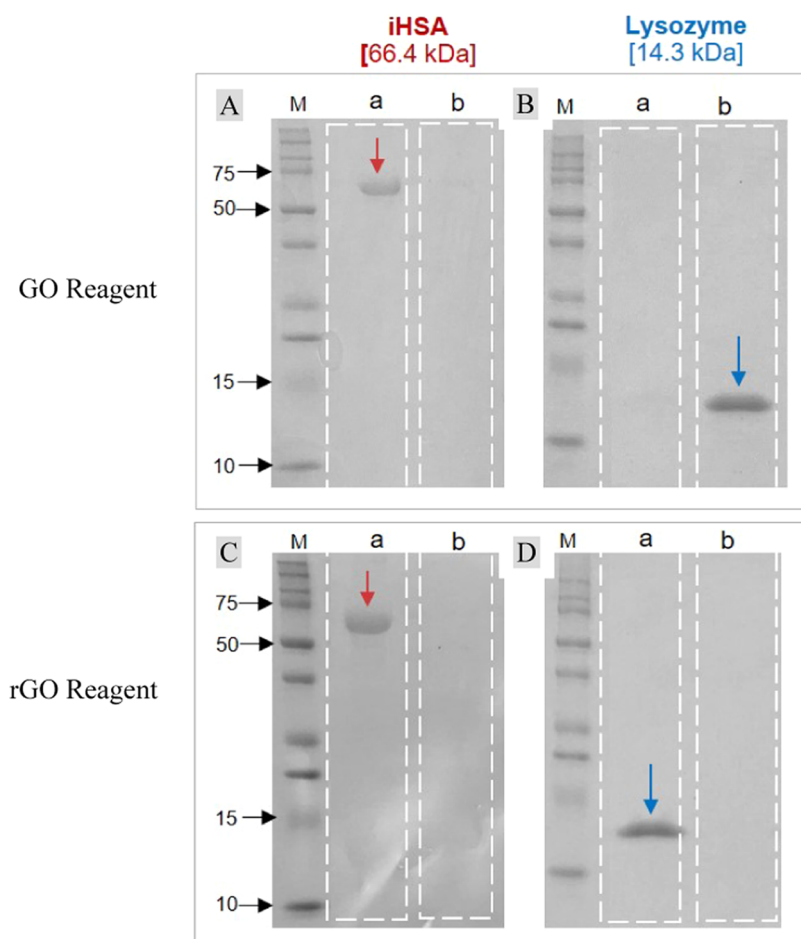 iHSA
[66.4 kDa]
Lysozyme
[14.3 kDa]
A
M
a
b
B
M
a
b
75
50
GO Reagent
15
10
C
M
a
b
D
M
a
b
75
50
rGO Reagent
15
10